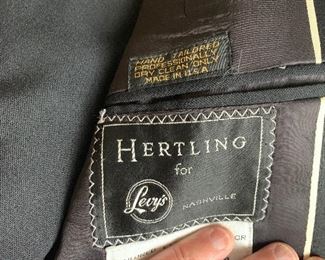 HAND TAILORED
PROFESSIONALLY
DRY CLEAN ONLY
MADE IN U.S.A.
HERTLING
for
Levy's
NASHVILLE